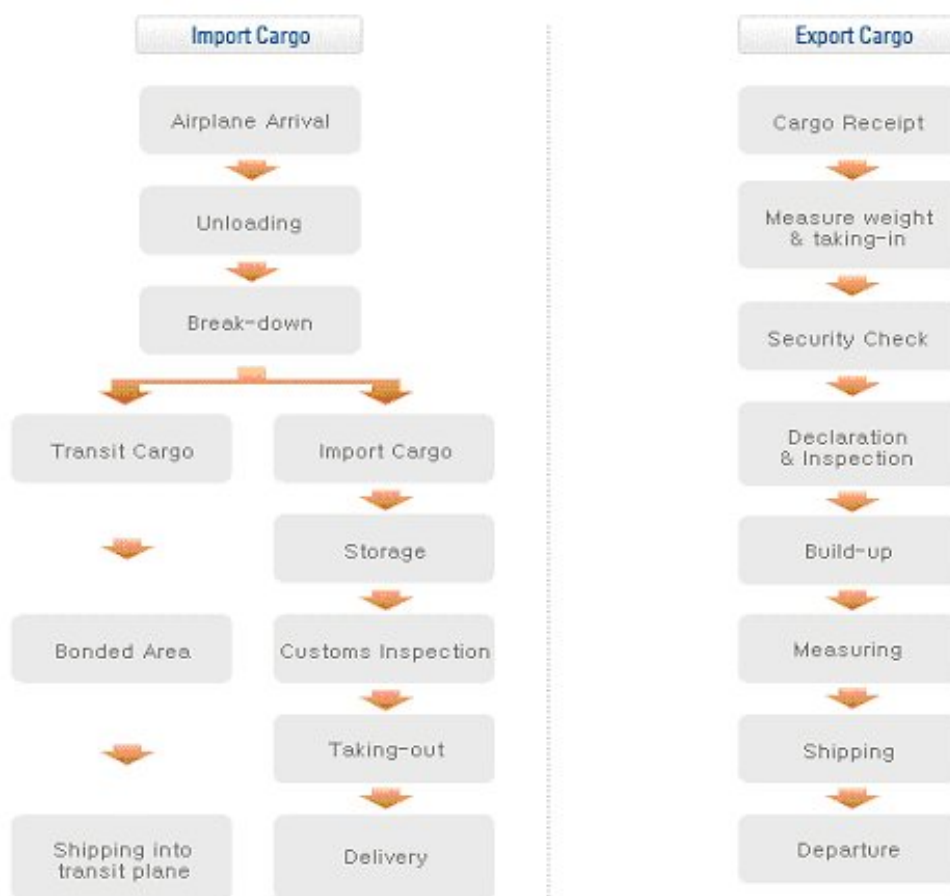 Import Cargo
Airplane Arrival
Unloading
Break-down
Transit Cargo
Import Cargo
Storage
Bonded Area
Customs Inspection
Taking-out
Shipping into
transit plane
Delivery
Export Cargo
Cargo Receipt
Measure weight
& taking-in
Security Check
Declaration
& Inspection
Build-up
Measuring
Shipping
Departure